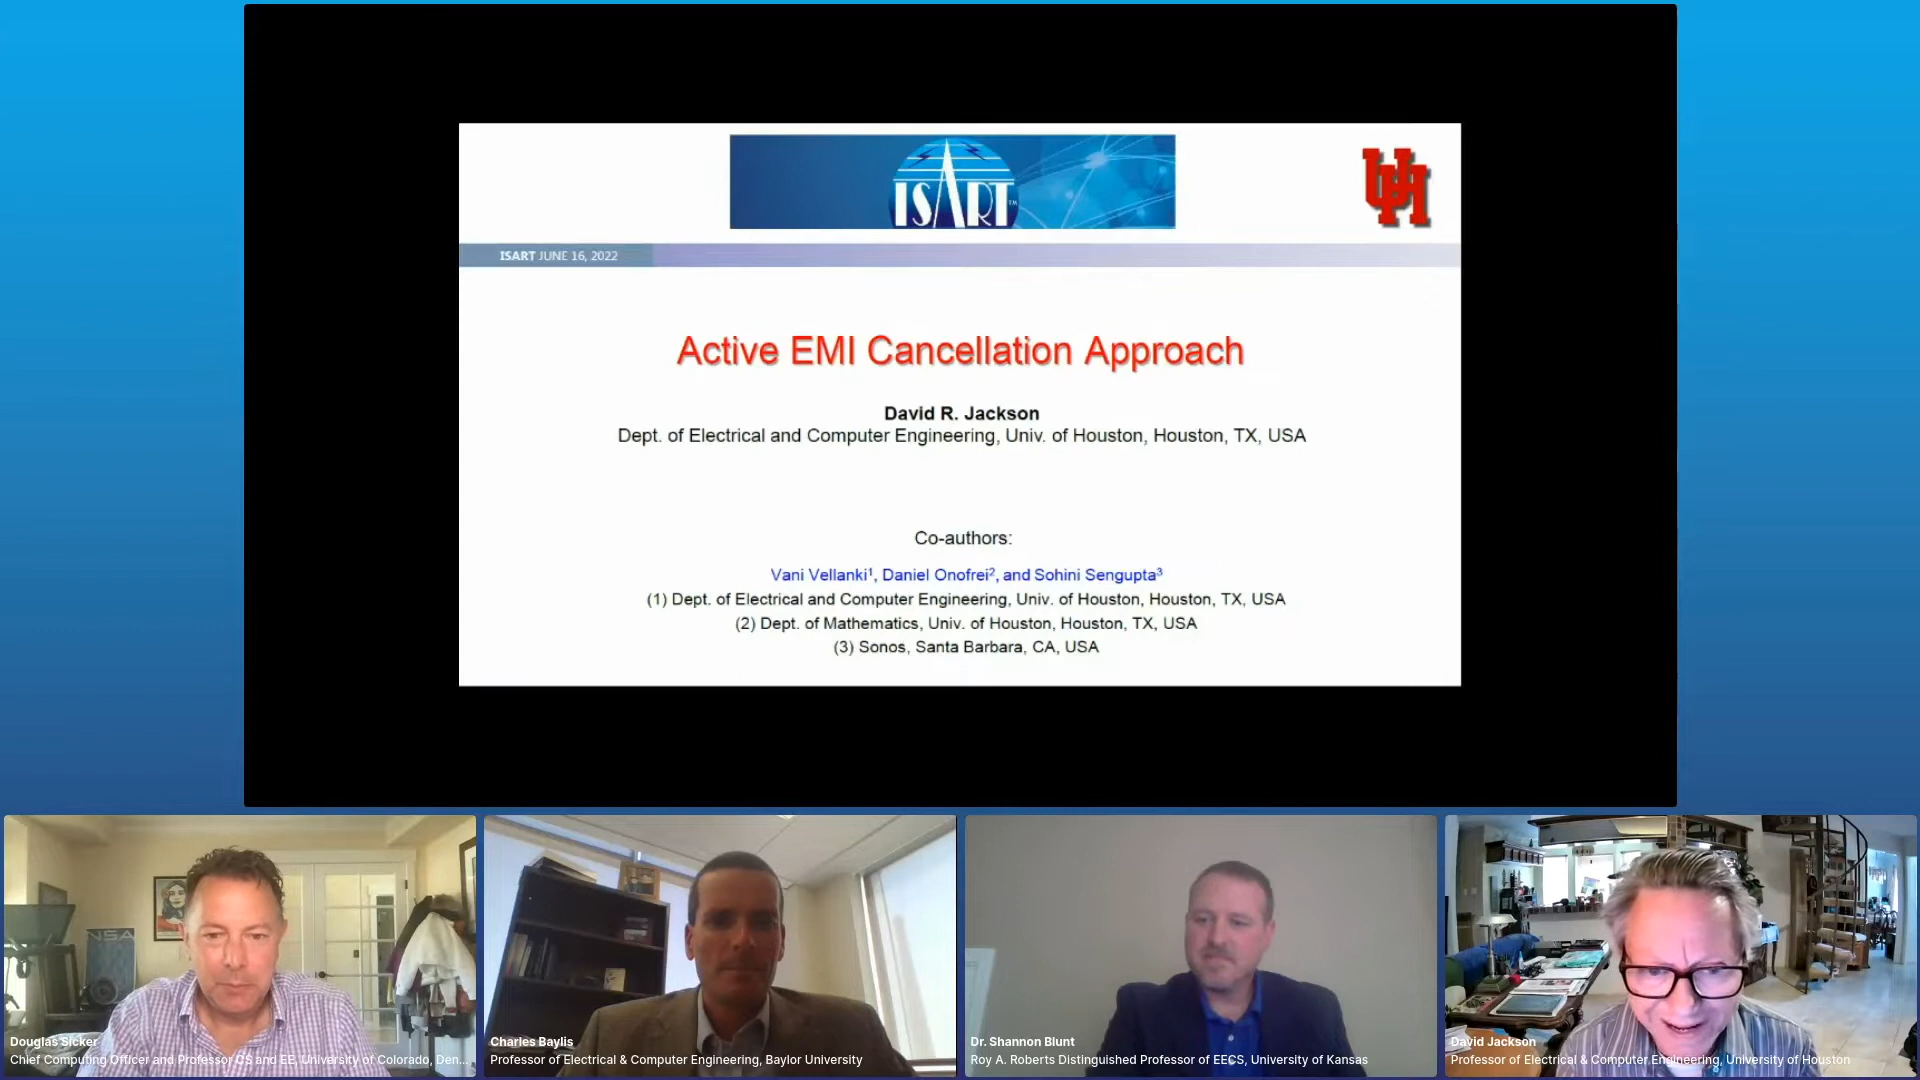 ISART™
UH
ISART JUNE 16, 2022
Active EMI Cancellation Approach
David R. Jackson
Dept. of Electrical and Computer Engineering, Univ. of Houston, Houston, TX, USA
Co-authors:
Vani Vellanki¹, Daniel Onofrei², and Sohini Sengupta³
(1) Dept. of Electrical and Computer Engineering, Univ. of Houston, Houston, TX, USA
(2) Dept. of Mathematics, Univ. of Houston, Houston, TX, USA
(3) Sonos, Santa Barbara, CA, USA
NSA
Douglas Sicker
Chief Computing Officer and Professor CS and EE, University of Colorado, Den...
Charles Baylis
Professor of Electrical & Computer Engineering, Baylor University
Dr. Shannon Blunt
Roy A. Roberts Distinguished Professor of EECS, University of Kansas
David Jackson
Professor of Electrical & Computer Engineering, University of Houston